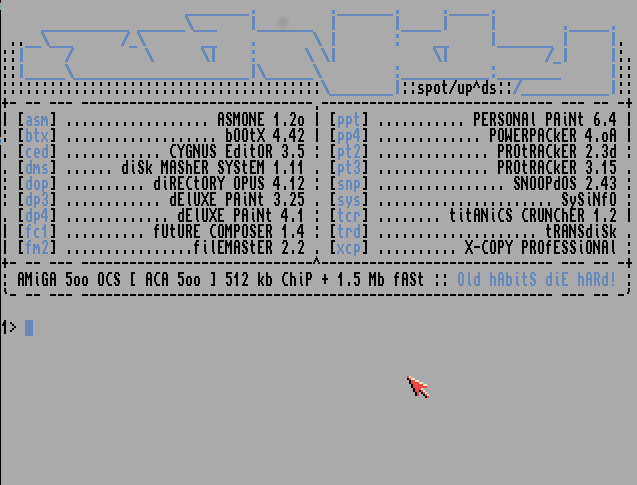 ::spot/up^ds::
[asm] .................. ASMONE 1.2o
[btx] ................... bOOtX 4.42
[ced] ............. CYGNUS EditOR 3.5
[dms] ........ diSk MAShER SYStEM 1.11
[dop] .......... diRECtORY OPUS 4.12
[dp3] ............ dElUXE PAiNt 3.25
[dp4] ............. dElUXE PAiNt 4.1
[fc1] .......... fUtURE COMPOSER 1.4
[fm2] ................filEMAStER 2.2
[ppt] .......... PERSONAl PAiNt 6.4
[pp4] ............ POWERPACkER 4.oA
[pt2] ............. PROtRACkER 2.3d
[pt3] ............. PROtRACkER 3.15
[snp] .............. SNOOPdOS 2.43
[sys] .................... SySiNfO
[tcr] ....... titANiCS CRUNCHER 1.2
[trd] .................. tRANSdiSk
[xcp] ......... X-COPY PROfESSiONAl
AMiGA 5oo OCS [ ACA 5oo ] 512 kb ChiP + 1.5 Mb fASt :: Old hAbitS diE hARd!
1>